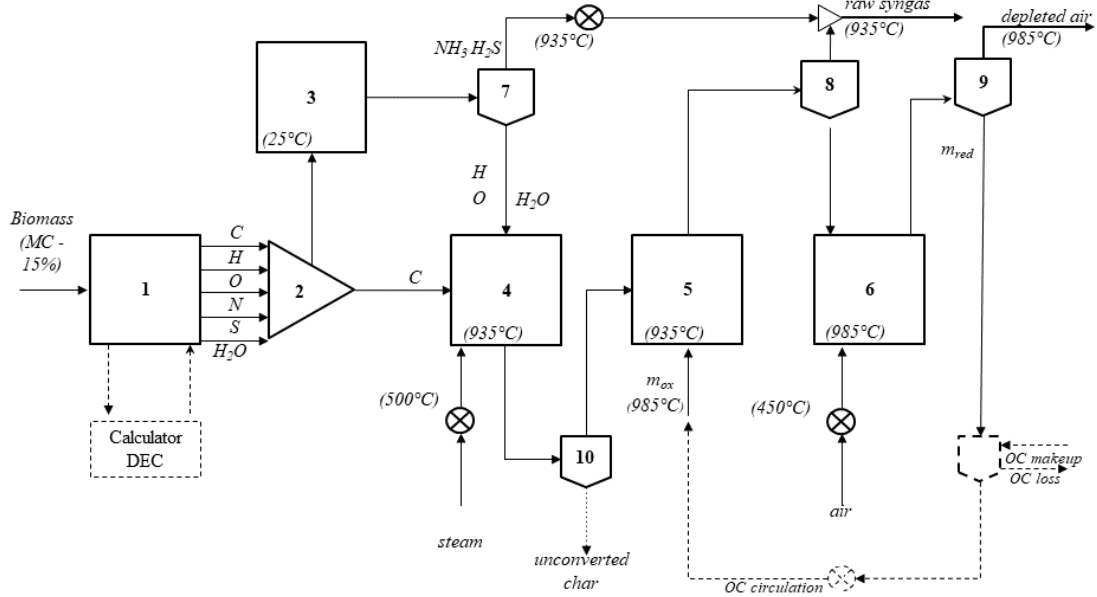 raw syngas
(935°C)
depleted air
(985°C)
NH3 H2S
(935°C)
3
(25°C)
7
8
9
mred
H
O
H2O
Biomass
(MC -
15%)
1
C
H
O
N
S
H2O
2
C
4
(935°C)
5
(935°C)
6
(985°C)
(500°C)
mox
(985°C)
(450°C)
Calculator
DEC
10
OC makeup
OC loss
steam
air
unconverted
char
OC circulation